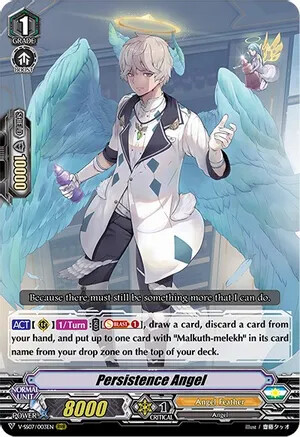 1
GRADE
BOOST
SHIELD
10000
Because there must still be something more that I can do.
ACT 1/Turn BLAST 1, draw a card, discard a card from
your hand, and put up to one card with "Malkuth-melekh" in its
card name from your drop zone on the top of your deck.
Persistence Angel
NORMAL
UNIT
Angel Feather
Angel
V-SS07/003EN
POWER
8000
1
CRITICAL